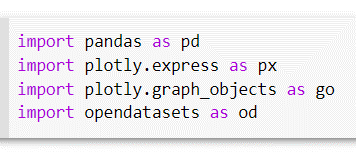 import pandas as pd
import plotly.express as px
import plotly.graph_objects as go
import opendatasets as od